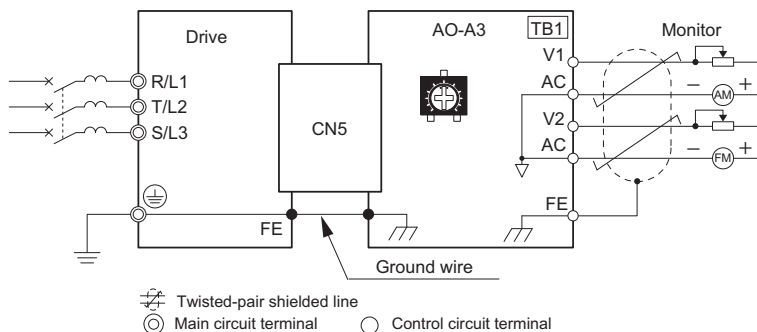 Drive
AO-A3
TB1
Monitor
R/L1
T/L2
S/L3
CN5
V1
AC
V2
AC
FE
− AM +
− FM +
FE
Ground wire
Twisted-pair shielded line
Main circuit terminal
Control circuit terminal